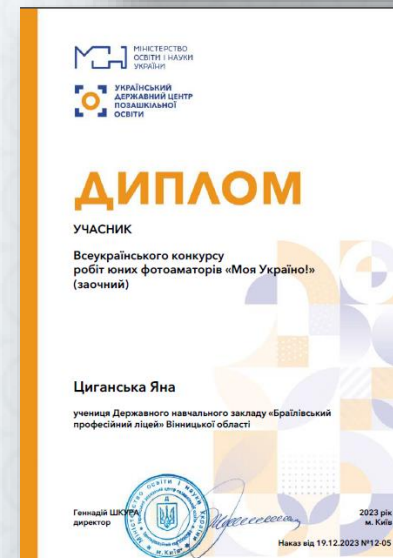 МІНІСТЕРСТВО
ОСВІТИ І НАУКИ
УКРАЇНИ
УКРАЇНСЬКИЙ
ДЕРЖАВНИЙ ЦЕНТР
ПОЗАШКІЛЬНОЇ
ОСВІТИ
ДИПЛОМ
УЧАСНИК
Всеукраїнського конкурсу
робіт юних фотоаматорів «Моя Україно!»
(заочний)
Циганська Яна
учениця Державного навчального закладу «Браїлівський
професійний ліцей» Вінницької області
Геннадій ШКУРА
директор
2023 рік
м. Київ
Наказ від 19.12.2023 №12-05